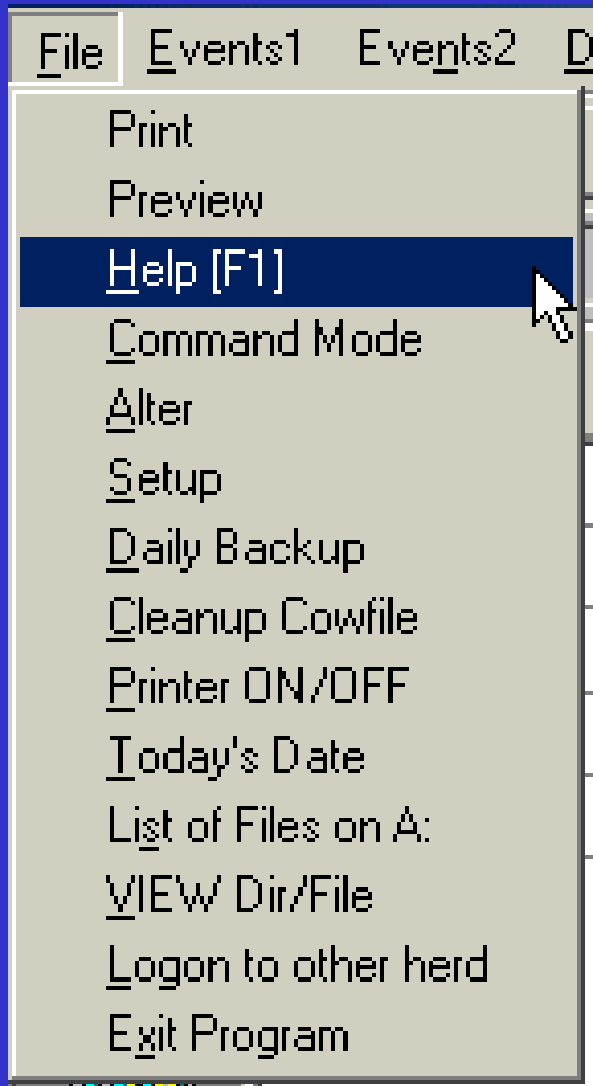 File Events1 Events2 D
Print
Preview
Help [F1]
Command Mode
Alter
Setup
Daily Backup
Cleanup Cowfile
Printer ON/OFF
Today's Date
List of Files on A:
VIEW Dir/File
Logon to other herd
Exit Program